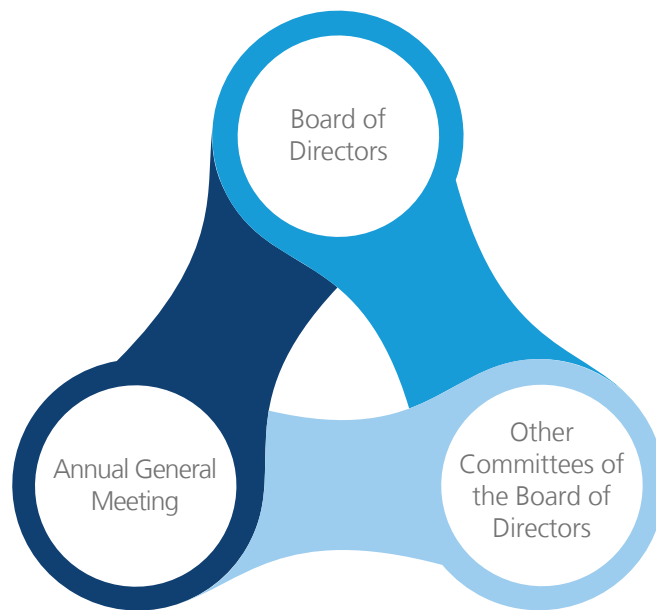 Board of
Directors
Annual General
Meeting
Other
Committees of
the Board of
Directors